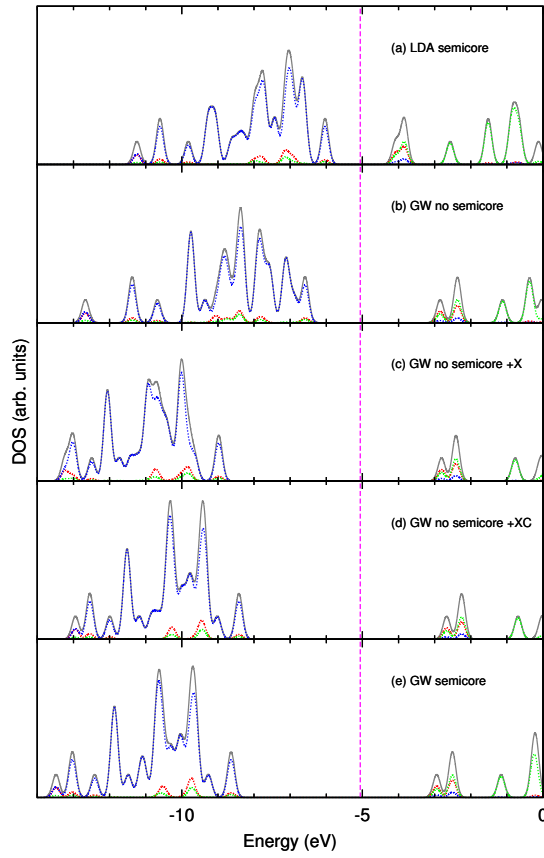 (a) LDA semicore
(b) GW no semicore
(c) GW no semicore +X
(d) GW no semicore +XC
(e) GW semicore
DOS (arb. units)
-10
-5
0
Energy (eV)